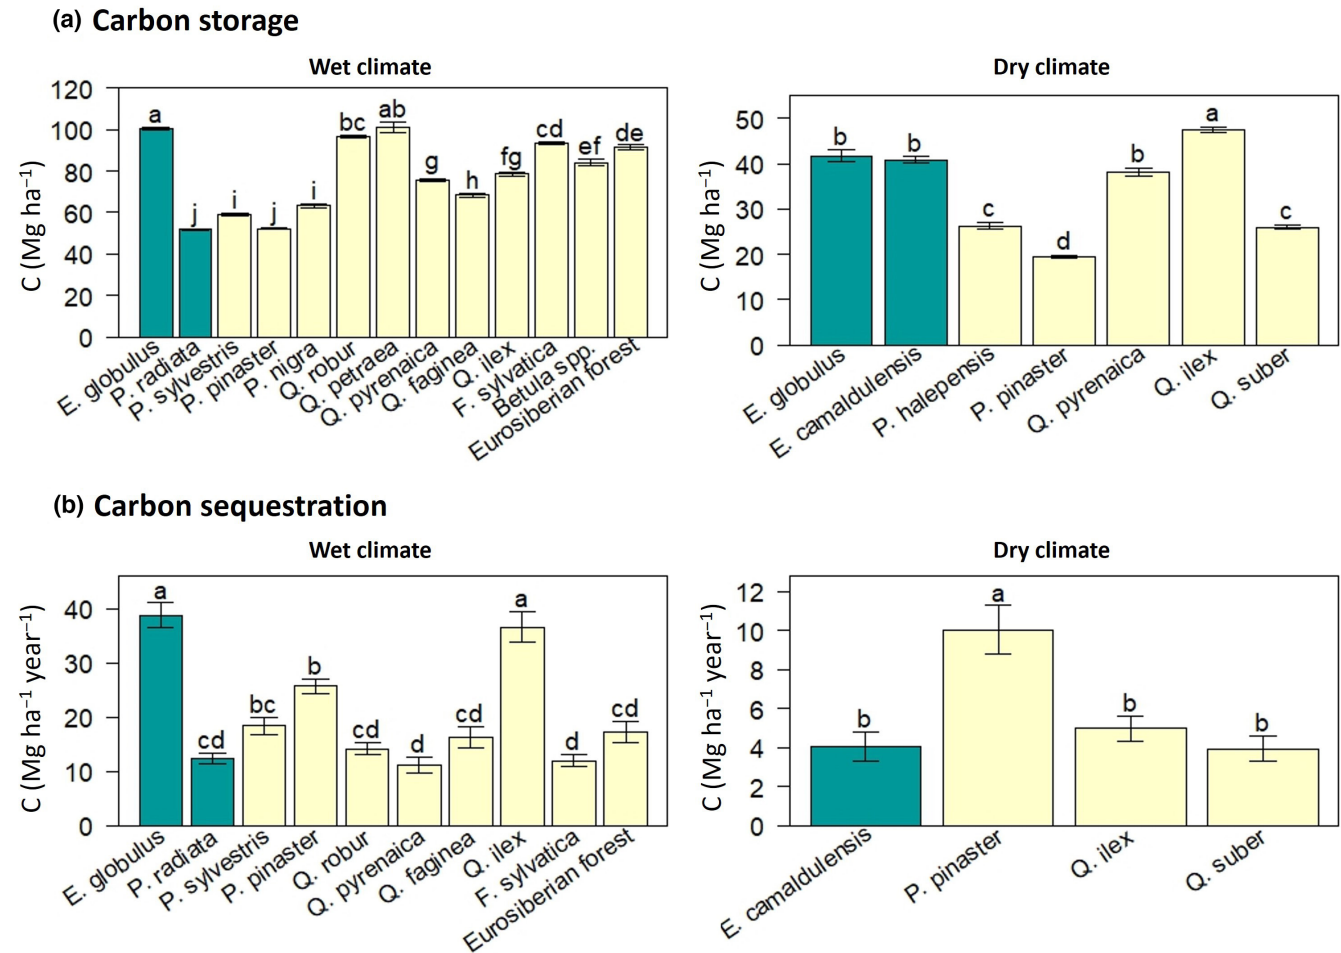 (a) Carbon storage
Wet climate
C (Mg ha−1)
120
100
80
60
40
20
0
a
j
i
j
i
bc
ab
g
h
fg
cd
ef
de
E. globulus
P. radiata
P. sylvestris
P. pinaster
P. nigra
Q. robur
Q. petraea
Q. pyrenaica
Q. faginea
Q. ilex
F. sylvatica
Betula spp.
Eurosiberian forest
Dry climate
C (Mg ha−1)
50
40
30
20
10
0
b
b
c
d
b
a
c
E. globulus
E. camaldulensis
P. halepensis
P. pinaster
Q. pyrenaica
Q. ilex
Q. suber
(b) Carbon sequestration
Wet climate
C (Mg ha−1 year−1)
40
30
20
10
0
a
cd
bc
b
cd
d
cd
a
d
cd
E. globulus
P. radiata
P. sylvestris
P. pinaster
Q. robur
Q. pyrenaica
Q. faginea
Q. ilex
F. sylvatica
Eurosiberian forest
Dry climate
C (Mg ha−1 year−1)
12
10
8
6
4
2
0
b
a
b
b
E. camaldulensis
P. pinaster
Q. ilex
Q. suber